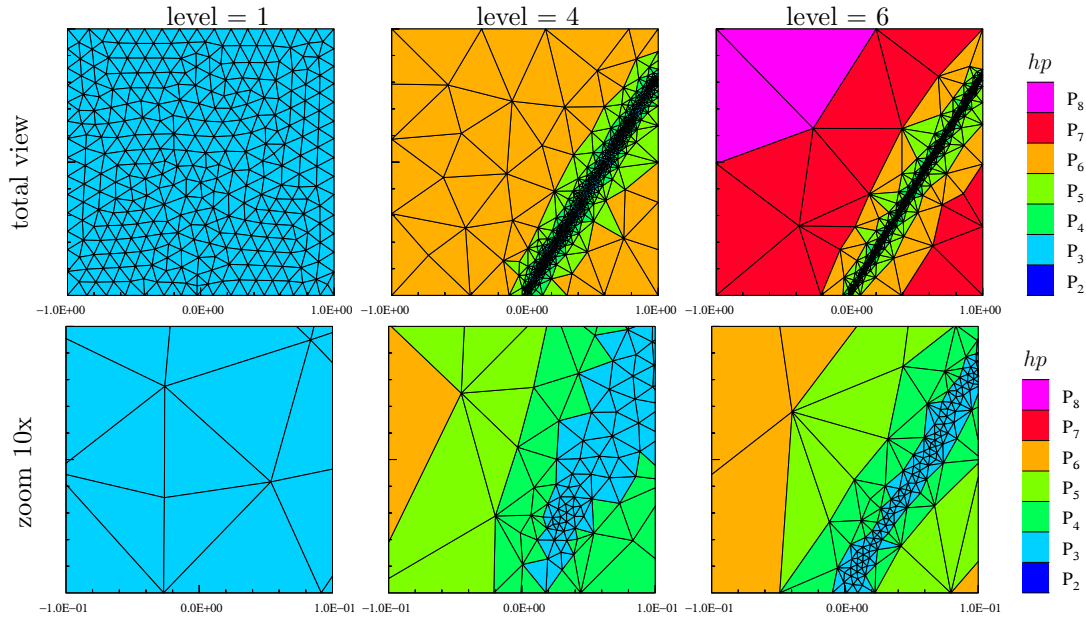 level = 1
level = 4
level = 6
total view
hp
P8
P7
P6
P5
P4
P3
P2
−1.0E+00 0.0E+00 1.0E+00
−1.0E+00 0.0E+00 1.0E+00
−1.0E+00 0.0E+00 1.0E+00
zoom 10x
hp
P8
P7
P6
P5
P4
P3
P2
−1.0E−01 0.0E+00 1.0E−01
−1.0E−01 0.0E+00 1.0E−01
−1.0E−01 0.0E+00 1.0E−01